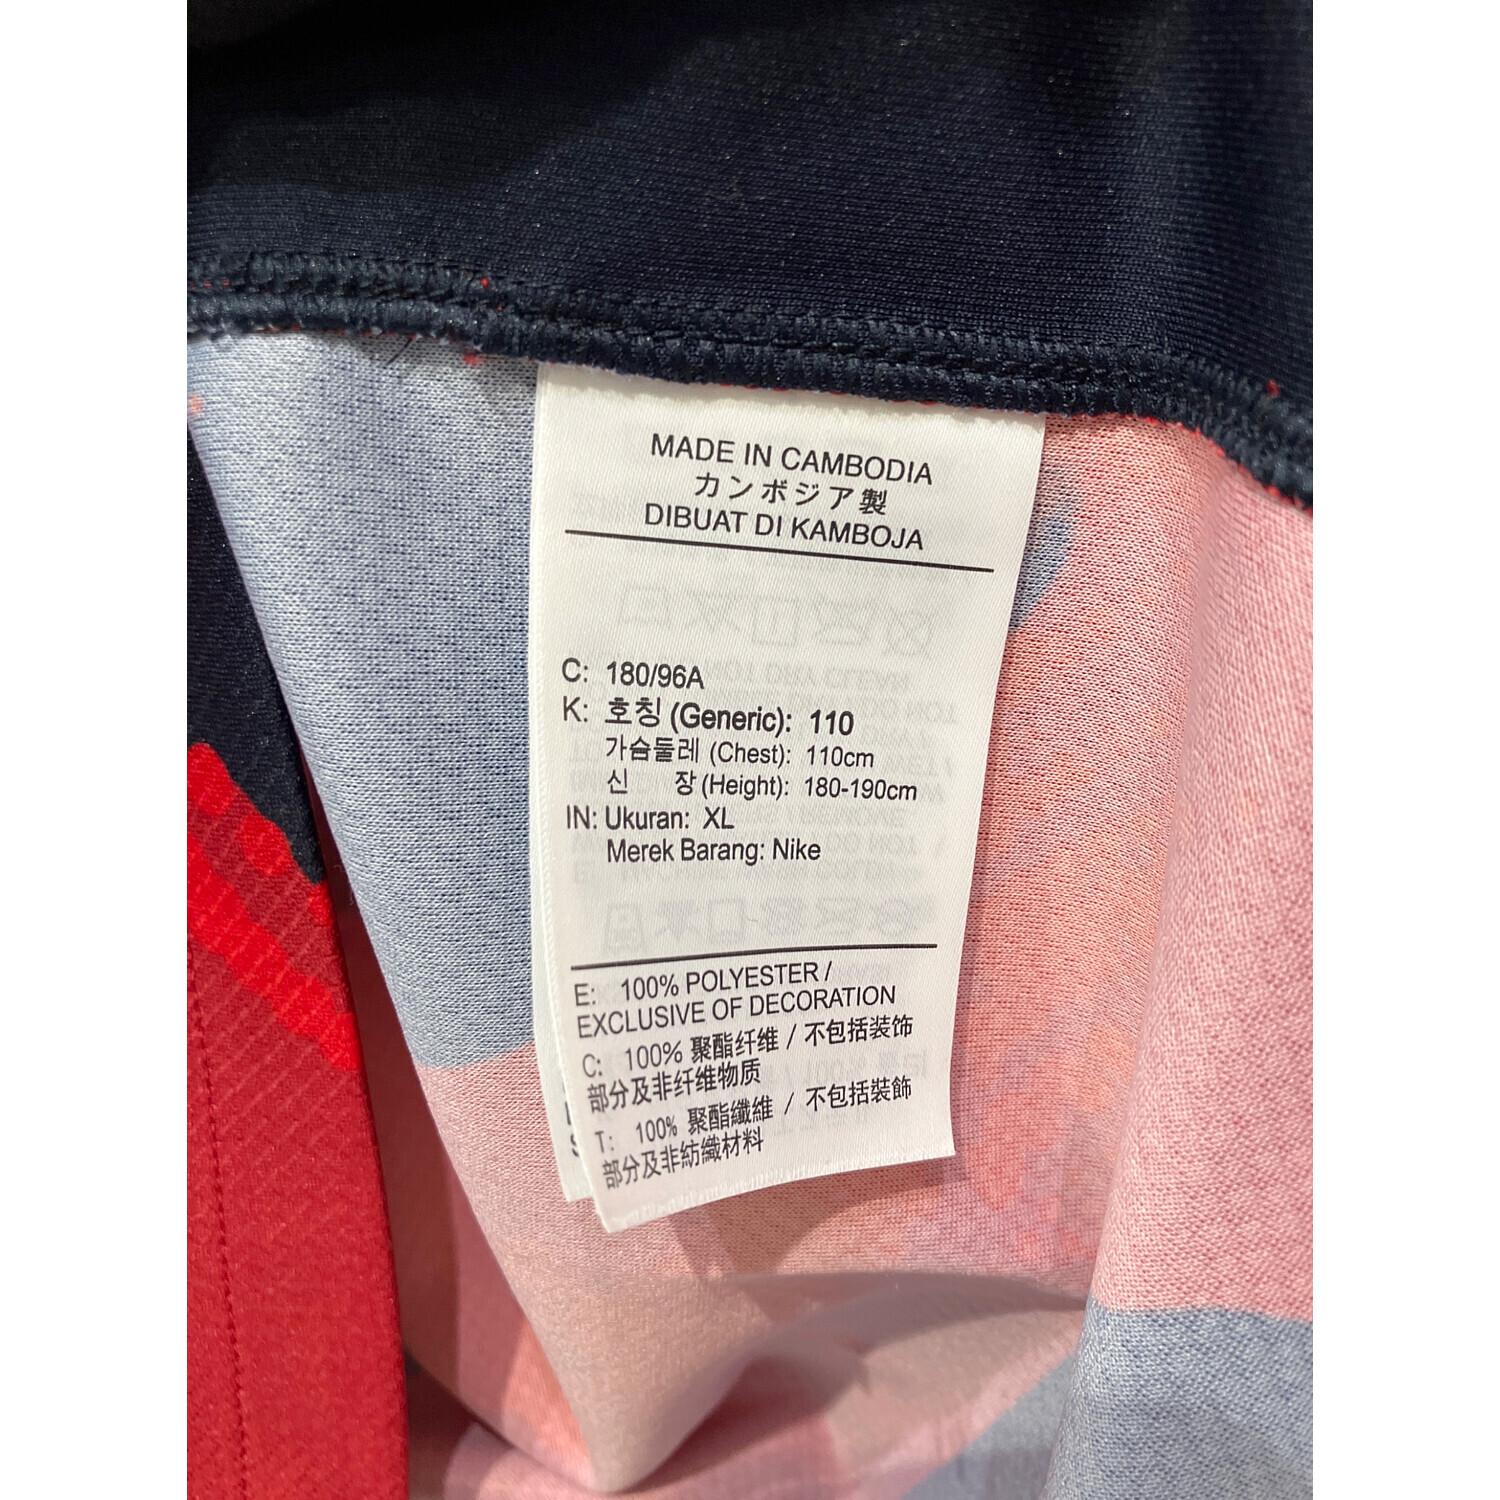 MADE IN CAMBODIA
カンボジア製
DIBUAT DI KAMBOJA
C: 180/96A
K: 호칭 (Generic): 110
가슴둘레 (Chest): 110cm
신 장 (Height): 180-190cm
IN: Ukuran: XL
Merek Barang: Nike
E: 100% POLYESTER /
EXCLUSIVE OF DECORATION
C: 100% 聚酯纤维 / 不包括装饰
部分及非纤维物质
T: 100% 聚酯纖維 / 不包括裝飾
部分及非紡織材料